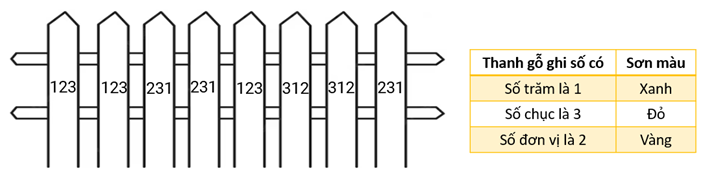 123 123 231 231 123 312 312 231
Thanh gỗ ghi số có Sơn màu
Số trăm là 1 Xanh
Số chục là 3 Đỏ
Số đơn vị là 2 Vàng